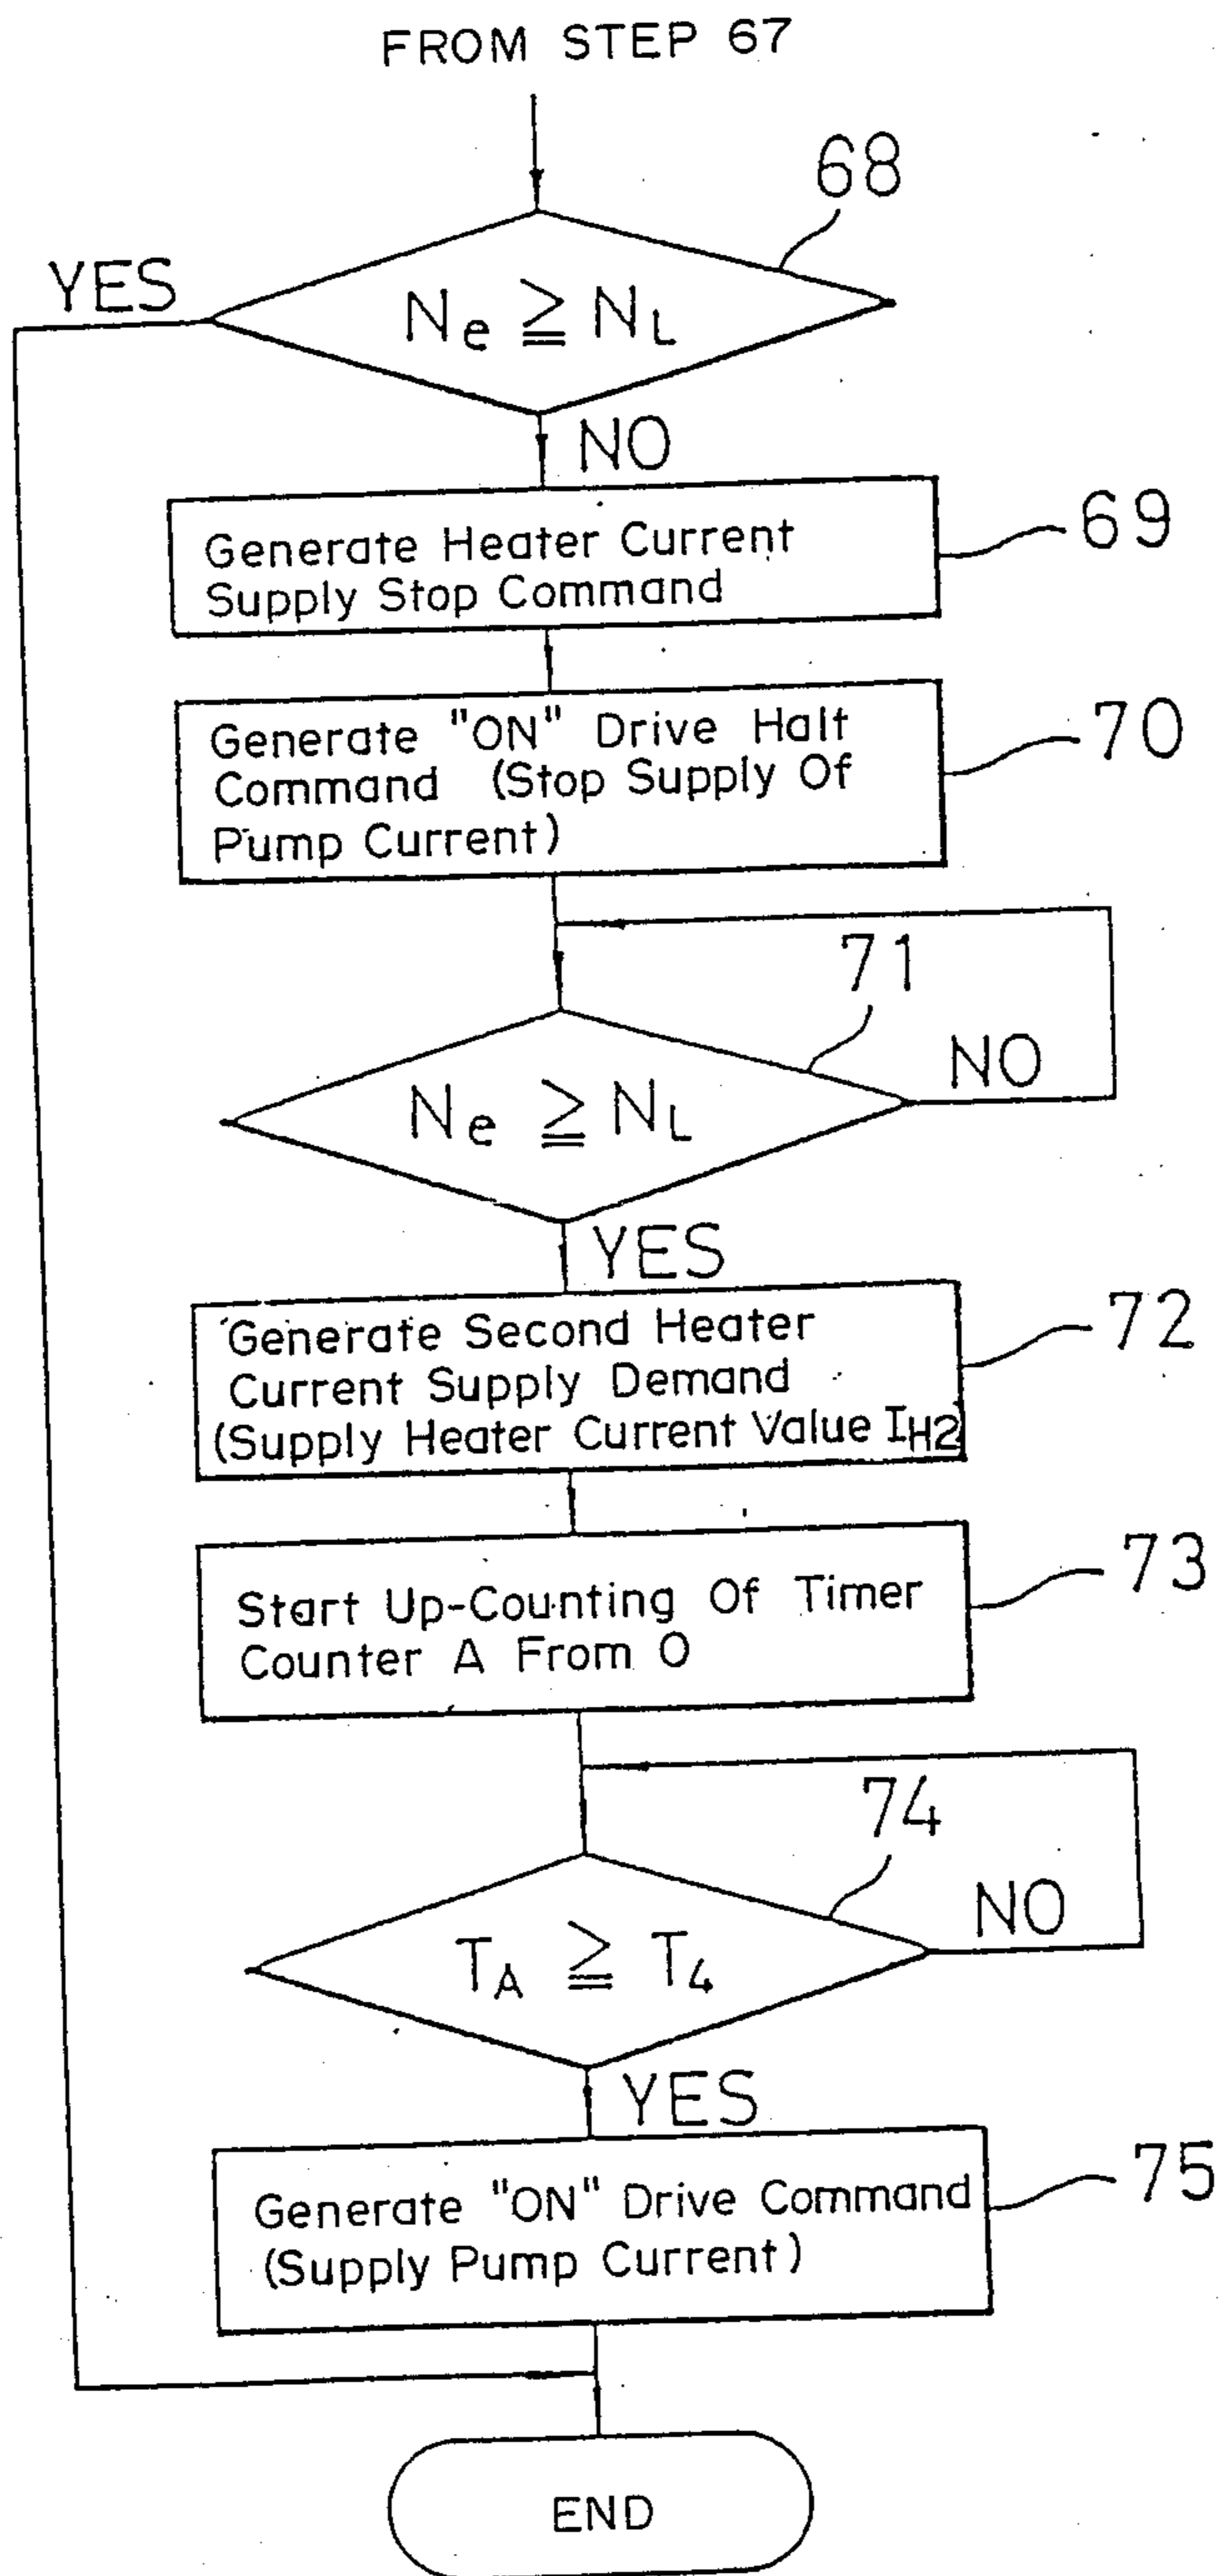 FROM STEP 67
68
YES
Ne ≧ NL
NO
Generate Heater Current
Supply Stop Command
69
Generate "ON" Drive Halt
Command (Stop Supply Of
Pump Current)
70
71
Ne ≧ NL
NO
YES
Generate Second Heater
Current Supply Demand
(Supply Heater Current Value IH2)
72
Start Up-Counting Of Timer
Counter A From 0
73
74
TA ≧ T4
NO
YES
Generate "ON" Drive Command
(Supply Pump Current)
75
END